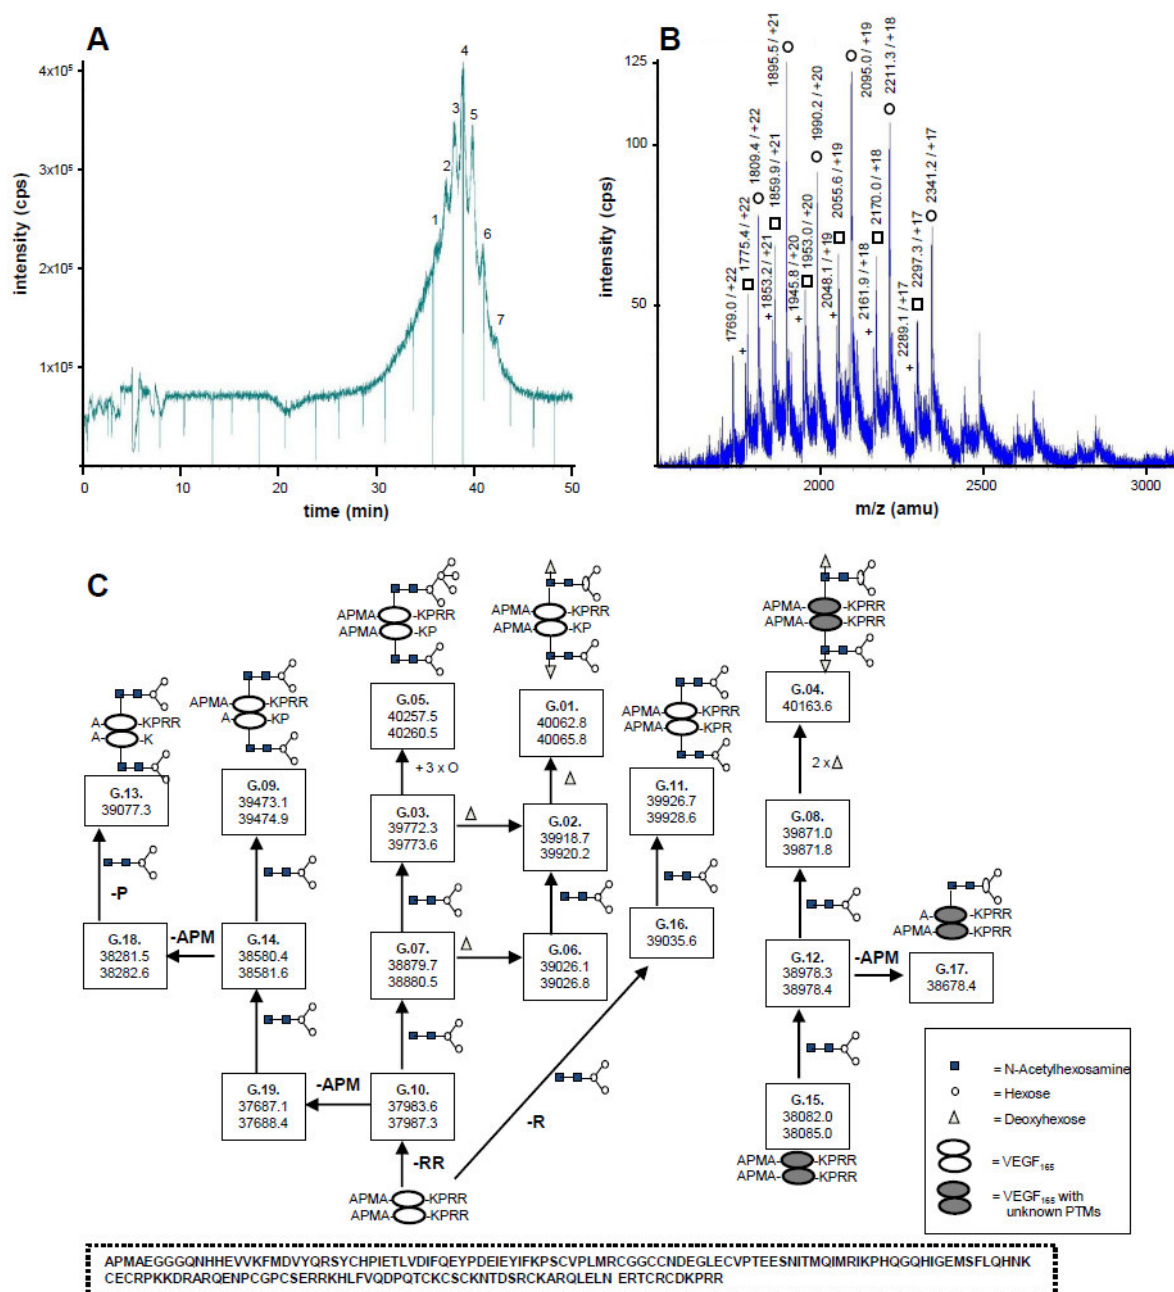 A
intensity (cps)
4x10⁵
3x10⁵
2x10⁵
1x10⁵
1
2
3
4
5
6
7
0
10
20
30
40
50
time (min)
B
intensity (cps)
125
100
50
1769.0 / +22
1775.4 / +22
1809.4 / +22
1853.2 / +21
1859.9 / +21
1895.5 / +21
1945.8 / +20
1953.0 / +20
1990.2 / +20
2048.1 / +19
2055.6 / +19
2095.0 / +19
2161.9 / +18
2170.0 / +18
2211.3 / +18
2289.1 / +17
2297.3 / +17
2341.2 / +17
+
+
+
+
+
+
2000
2500
3000
m/z (amu)
C
APMA- -KPRR
APMA- -KP
G.05.
40257.5
40260.5
+ 3 x O
APMA- -KPRR
APMA- -KP
G.01.
40062.8
40065.8
APMA- -KPRR
APMA- -KPRR
G.04.
40163.6
2 x Δ
A- -KPRR
A- -K
G.13.
39077.3
-P
APMA- -KPRR
A- -KP
G.09.
39473.1
39474.9
G.03.
39772.3
39773.6
Δ
G.02.
39918.7
39920.2
Δ
APMA- -KPRR
APMA- -KPR
G.11.
39926.7
39928.6
G.08.
39871.0
39871.8
G.18.
38281.5
38282.6
-APM
G.14.
38580.4
38581.6
G.07.
38879.7
38880.5
Δ
G.06.
39026.1
39026.8
G.16.
39035.6
G.12.
38978.3
38978.4
-APM
A- -KPRR
APMA- -KPRR
G.17.
38678.4
G.19.
37687.1
37688.4
-APM
G.10.
37983.6
37987.3
-RR
-R
APMA- -KPRR
APMA- -KPRR
G.15.
38082.0
38085.0
APMA- -KPRR
APMA- -KPRR
= N-Acetylhexosamine
= Hexose
= Deoxyhexose
= VEGF₁₆₅
= VEGF₁₆₅ with
unknown PTMs
APMAEGGGQNHHEVVKFMDVYQRSYCHPIETLVDIFQEYPDEIEYIFKPSCVPLMRCGGCCNDEGLECVPTEESNITMQIMRIKPHQGQHIGEMSFLQHNK
CECRPKKDRARQENPCGPCSERRKHLFVQDPQTCKCSCKNTDSRCKARQLELN ERTCRCDKPRR